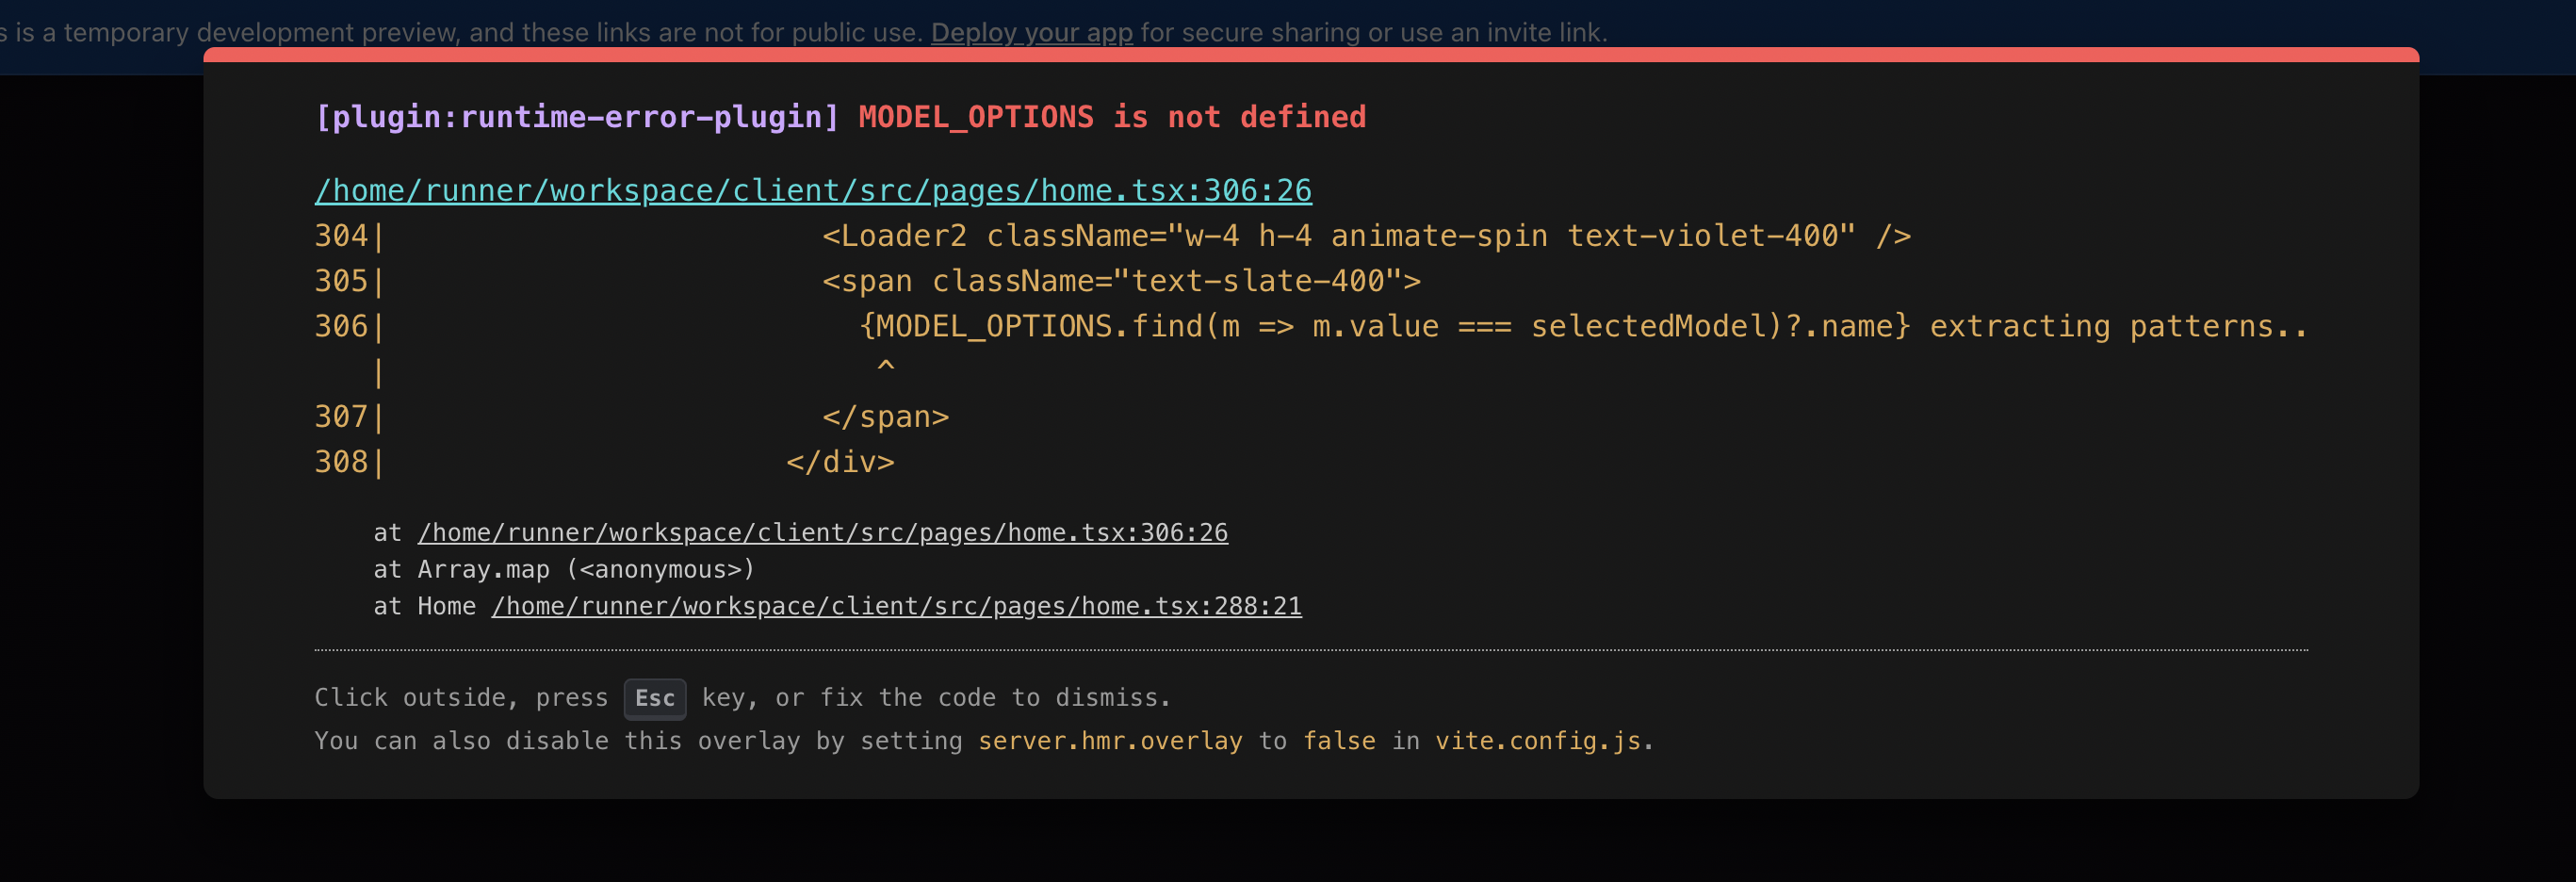 s is a temporary development preview, and these links are not for public use. Deploy your app for secure sharing or use an invite link.
[plugin:runtime-error-plugin] MODEL_OPTIONS is not defined
/home/runner/workspace/client/src/pages/home.tsx:306:26
304|                        <Loader2 className="w-4 h-4 animate-spin text-violet-400" />
305|                        <span className="text-slate-400">
306|                          {MODEL_OPTIONS.find(m => m.value === selectedModel)?.name} extracting patterns..
   |                           ^
307|                        </span>
308|                      </div>
at /home/runner/workspace/client/src/pages/home.tsx:306:26
at Array.map (<anonymous>)
at Home /home/runner/workspace/client/src/pages/home.tsx:288:21
Click outside, press Esc key, or fix the code to dismiss.
You can also disable this overlay by setting server.hmr.overlay to false in vite.config.js.